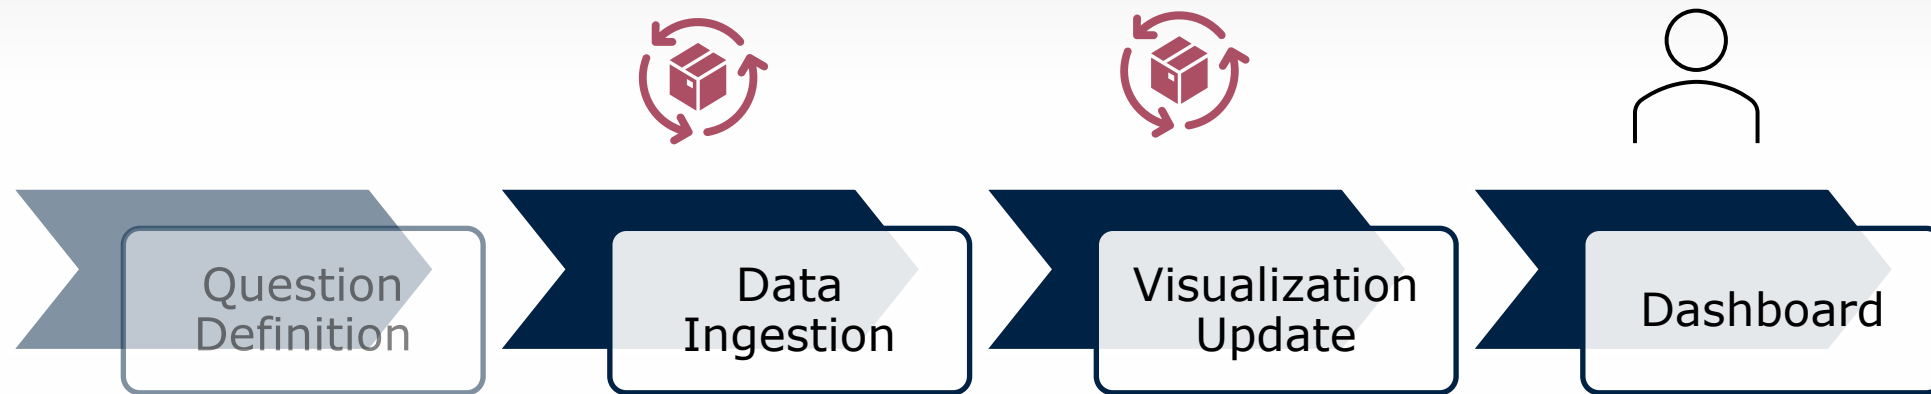 Question
Definition
Data
Ingestion
Visualization
Update
Dashboard